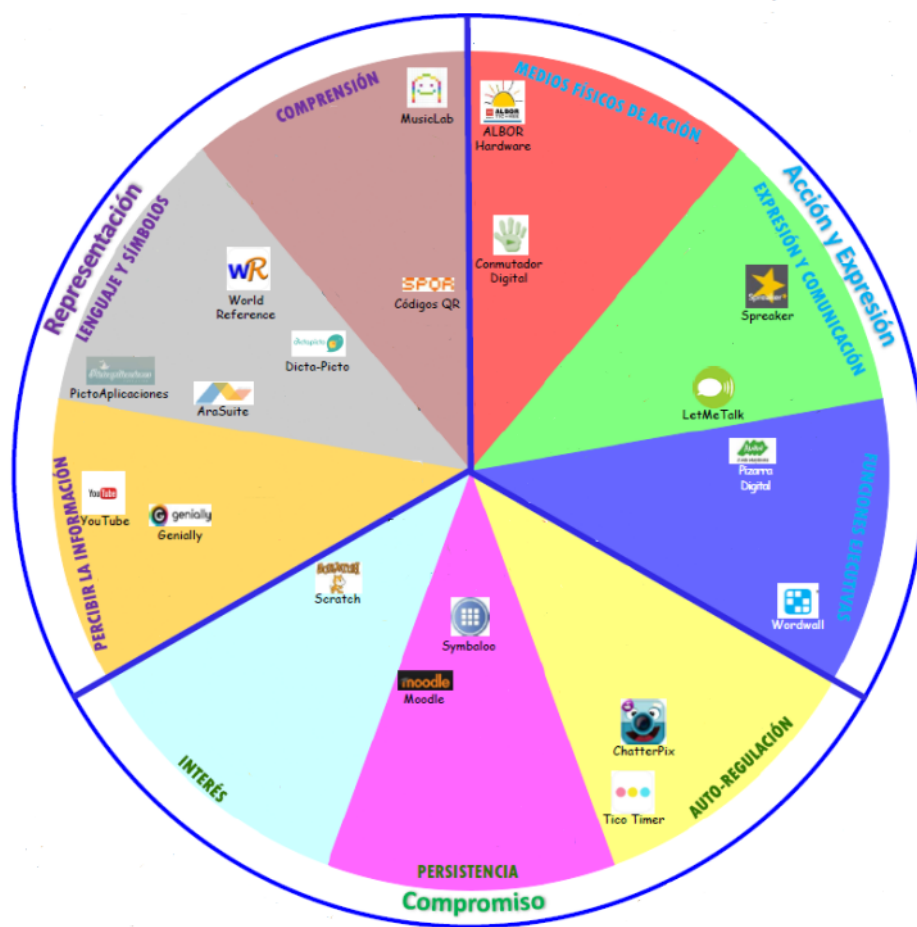 Representación
COMPRENSIÓN
MusicLab
SPQR
Códigos QR
LENGUAJE Y SÍMBOLOS
WR
World
Reference
dictapicto
Dicta-Picto
PictoAplicaciones
AraSuite
PERCIBIR LA INFORMACIÓN
YouTube
YouTube
genially
Genially
Acción y Expresión
MEDIOS FÍSICOS DE ACCIÓN
ALBOR
ALBOR
Hardware
Conmutador
Digital
EXPRESIÓN Y COMUNICACIÓN
Spreaker
Spreaker
LetMeTalk
FUNCIONES EJECUTIVAS
Pizarra
Digital
Wordwall
Compromiso
INTERÉS
Scratch
PERSISTENCIA
Symbaloo
moodle
Moodle
AUTO-REGULACIÓN
ChatterPix
Tico Timer